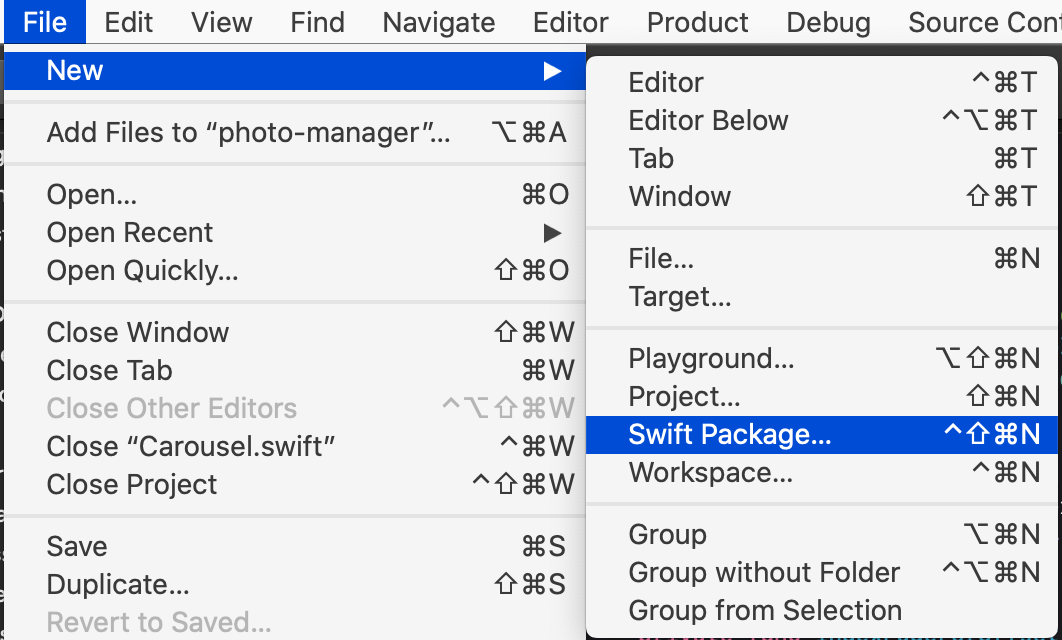 File Edit View Find Navigate Editor Product Debug Source Con
New ▶
Add Files to “photo-manager”... ⌥⌘A
Open... ⌘O
Open Recent ▶
Open Quickly... ⇧⌘O
Close Window ⇧⌘W
Close Tab ⌘W
Close Other Editors ^⌥⇧⌘W
Close “Carousel.swift” ^⌘W
Close Project ^⇧⌘W
Save ⌘S
Duplicate... ⇧⌘S
Revert to Saved...
Editor ^⌘T
Editor Below ^⌥⌘T
Tab ⌘T
Window ⇧⌘T
File... ⌘N
Target...
Playground... ⌥⇧⌘N
Project... ⇧⌘N
Swift Package... ^⇧⌘N
Workspace... ^⌘N
Group ⌥⌘N
Group without Folder ^⌥⌘N
Group from Selection